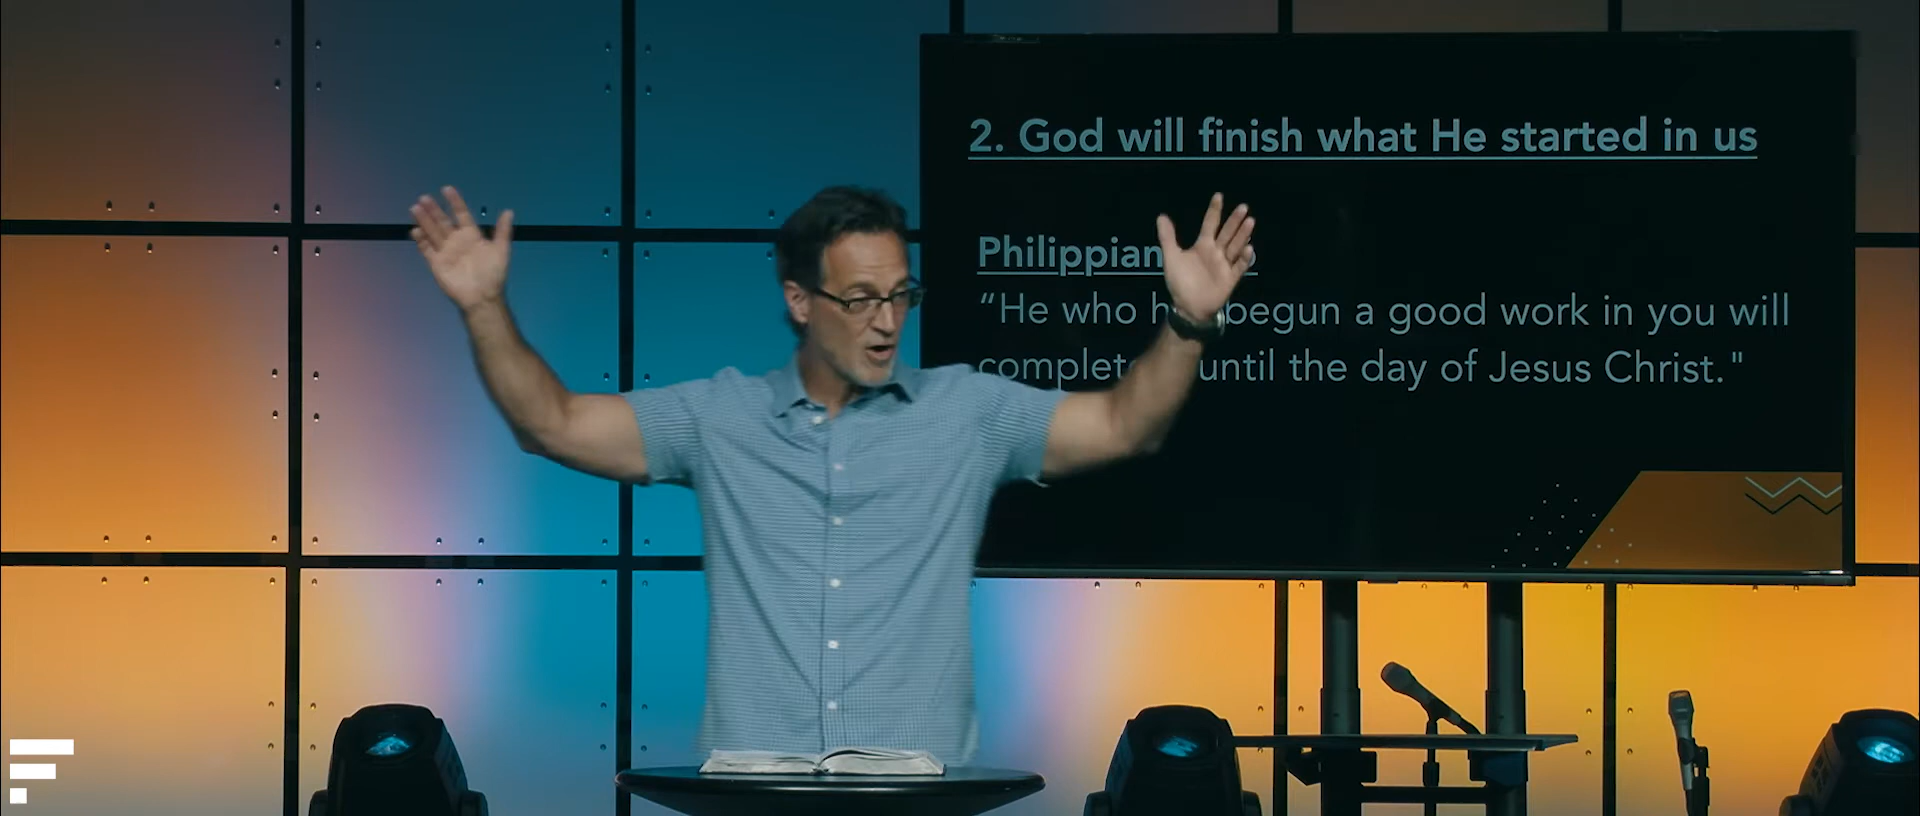 2. God will finish what He started in us
Philippian
“He who begun a good work in you will
complet until the day of Jesus Christ."